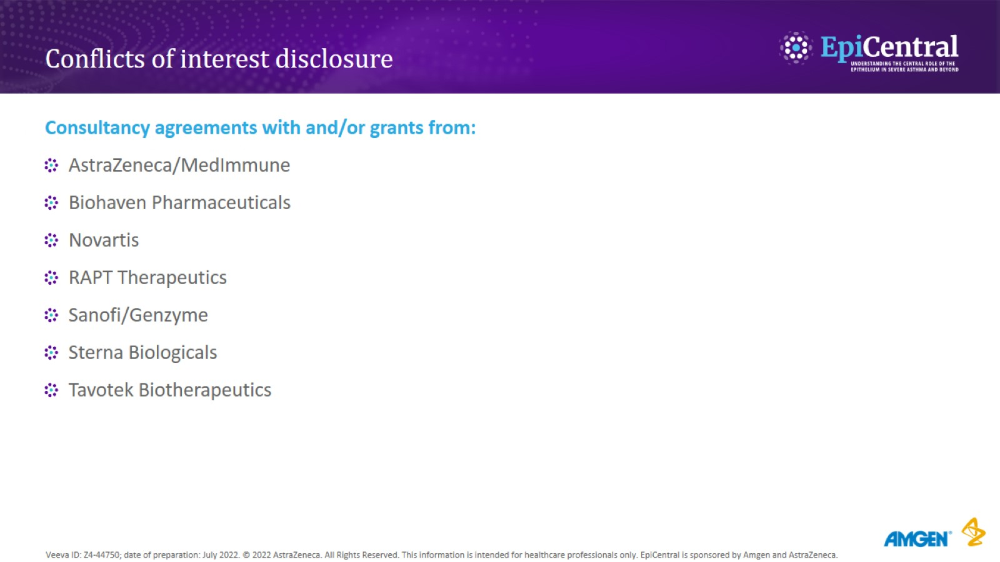 Conflicts of interest disclosure
EpiCentral
UNDERSTANDING THE CENTRAL ROLE OF THE
EPITHELIUM IN SEVERE ASTHMA AND BEYOND
Consultancy agreements with and/or grants from:
AstraZeneca/MedImmune
Biohaven Pharmaceuticals
Novartis
RAPT Therapeutics
Sanofi/Genzyme
Sterna Biologicals
Tavotek Biotherapeutics
AMGEN®
Veeva ID: Z4-44750; date of preparation: July 2022. © 2022 AstraZeneca. All Rights Reserved. This information is intended for healthcare professionals only. EpiCentral is sponsored by Amgen and AstraZeneca.